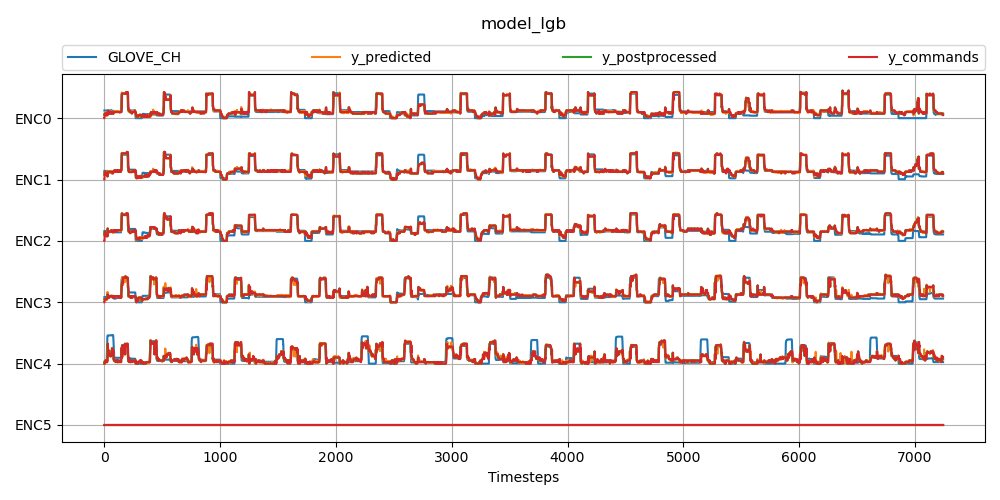 model_lgb
GLOVE_CH y_predicted y_postprocessed y_commands
ENC0
ENC1
ENC2
ENC3
ENC4
ENC5
0 1000 2000 3000 4000 5000 6000 7000
Timesteps